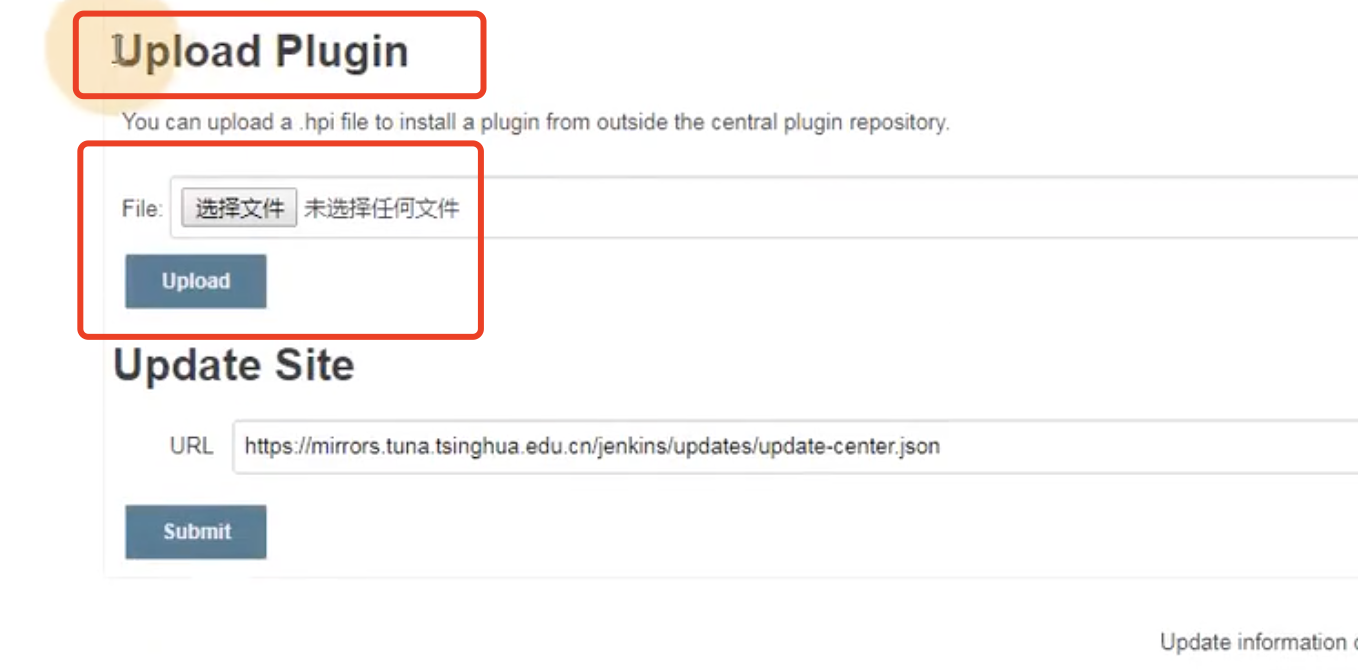 Upload Plugin
You can upload a .hpi file to install a plugin from outside the central plugin repository.
File: 选择文件 未选择任何文件
Upload
Update Site
URL https://mirrors.tuna.tsinghua.edu.cn/jenkins/updates/update-center.json
Submit
Update information